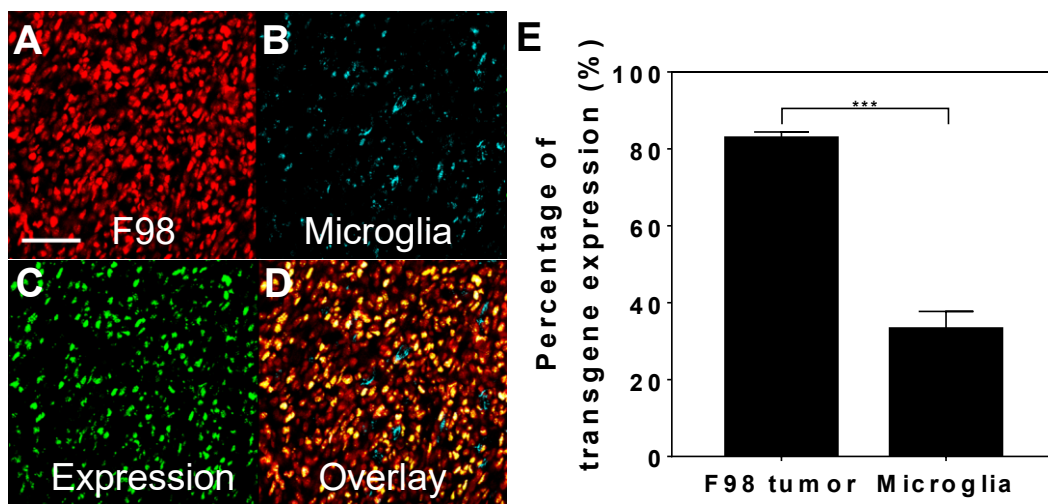 A
F98
B
Microglia
C
Expression
D
Overlay
E
Percentage of
transgene expression (%)
100
80
60
40
20
0
***
F98 tumor
Microglia